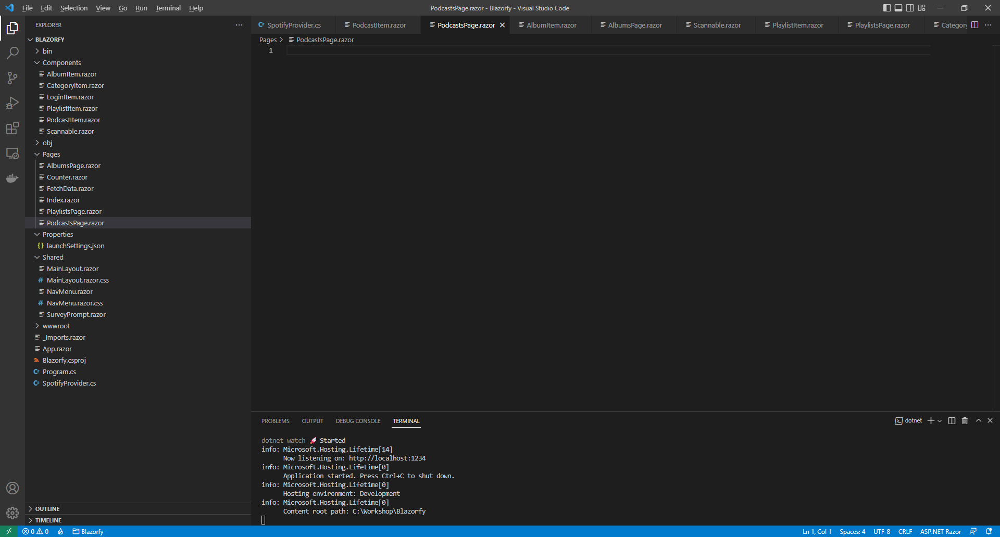 File Edit Selection View Go Run Terminal Help
PodcastsPage.razor - Blazorfy - Visual Studio Code
EXPLORER
BLAZORFY
bin
Components
AlbumItem.razor
CategoryItem.razor
LoginItem.razor
PlaylistItem.razor
PodcastItem.razor
Scannable.razor
obj
Pages
AlbumsPage.razor
Counter.razor
FetchData.razor
Index.razor
PlaylistsPage.razor
PodcastsPage.razor
Properties
{} launchSettings.json
Shared
MainLayout.razor
# MainLayout.razor.css
NavMenu.razor
# NavMenu.razor.css
SurveyPrompt.razor
wwwroot
_Imports.razor
App.razor
Blazorfy.csproj
C# Program.cs
C# SpotifyProvider.cs
OUTLINE
TIMELINE
C# SpotifyProvider.cs PodcastItem.razor PodcastsPage.razor AlbumItem.razor AlbumsPage.razor Scannable.razor PlaylistItem.razor PlaylistsPage.razor Category
Pages > PodcastsPage.razor
1
PROBLEMS OUTPUT DEBUG CONSOLE TERMINAL
dotnet
dotnet watch 🚀 Started
info: Microsoft.Hosting.Lifetime[14]
Now listening on: http://localhost:1234
info: Microsoft.Hosting.Lifetime[0]
Application started. Press Ctrl+C to shut down.
info: Microsoft.Hosting.Lifetime[0]
Hosting environment: Development
info: Microsoft.Hosting.Lifetime[0]
Content root path: C:\Workshop\Blazorfy
0 0 Blazorfy
Ln 1, Col 1 Spaces: 4 UTF-8 CRLF ASP.NET Razor